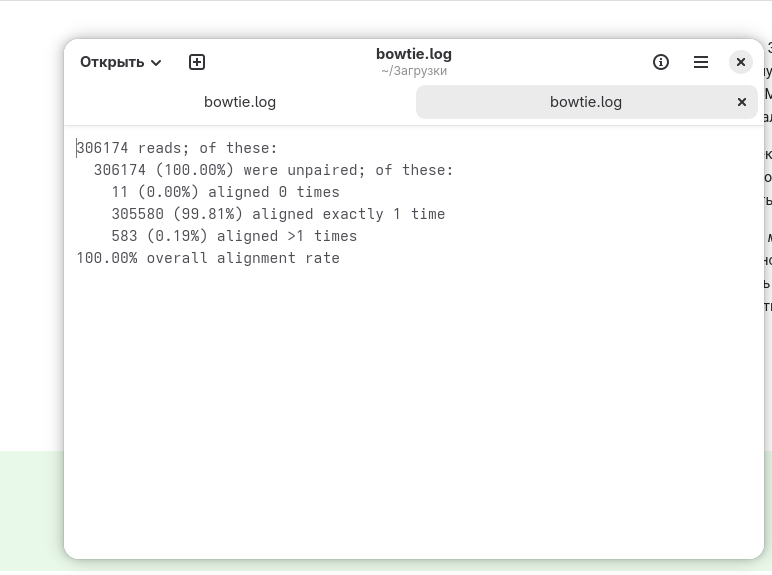 Открыть
bowtie.log
~/Загрузки
bowtie.log
bowtie.log
306174 reads; of these:
  306174 (100.00%) were unpaired; of these:
    11 (0.00%) aligned 0 times
    305580 (99.81%) aligned exactly 1 time
    583 (0.19%) aligned >1 times
100.00% overall alignment rate